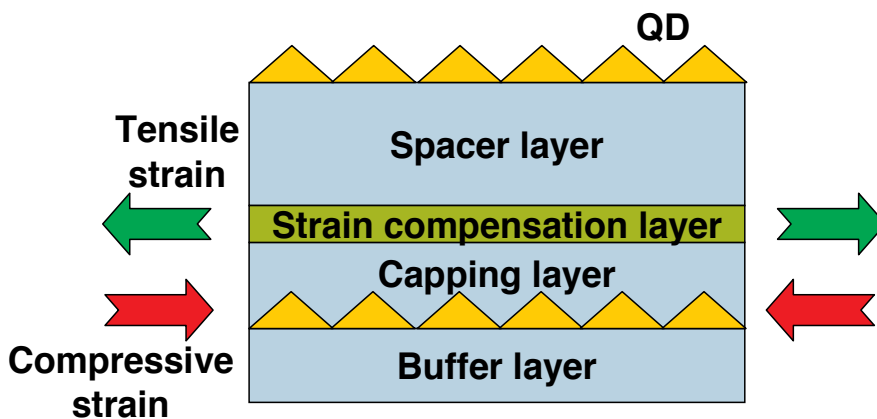 QD
Tensile
strain
Spacer layer
Strain compensation layer
Capping layer
Compressive
strain
Buffer layer